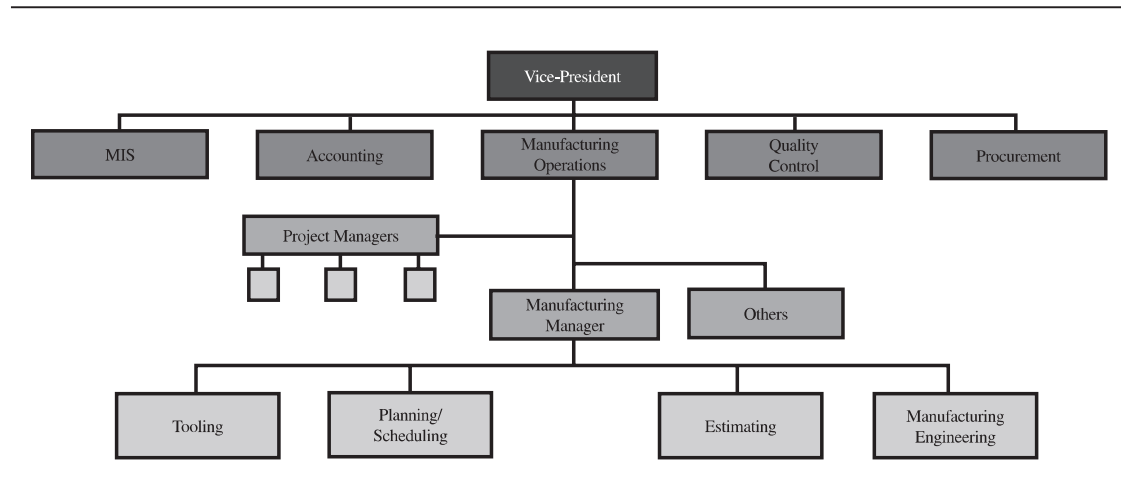 Vice-President
MIS
Accounting
Manufacturing
Operations
Quality
Control
Procurement
Project Managers
Manufacturing
Manager
Others
Tooling
Planning/
Scheduling
Estimating
Manufacturing
Engineering